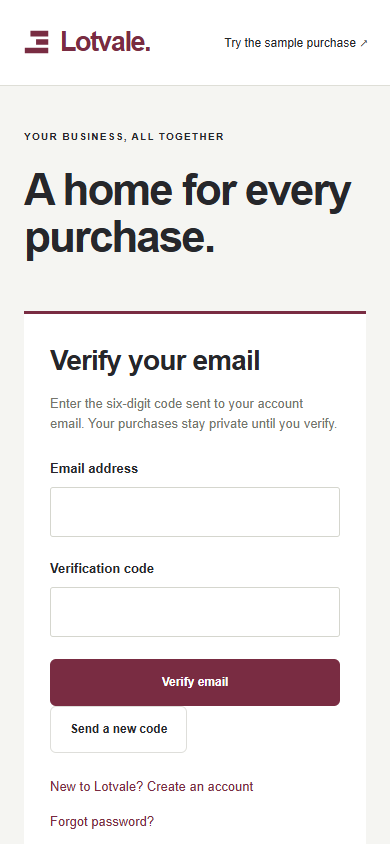 Lotvale.
Try the sample purchase ↗
YOUR BUSINESS, ALL TOGETHER
A home for every
purchase.
Verify your email
Enter the six-digit code sent to your account
email. Your purchases stay private until you verify.
Email address
Verification code
Verify email
Send a new code
New to Lotvale? Create an account
Forgot password?